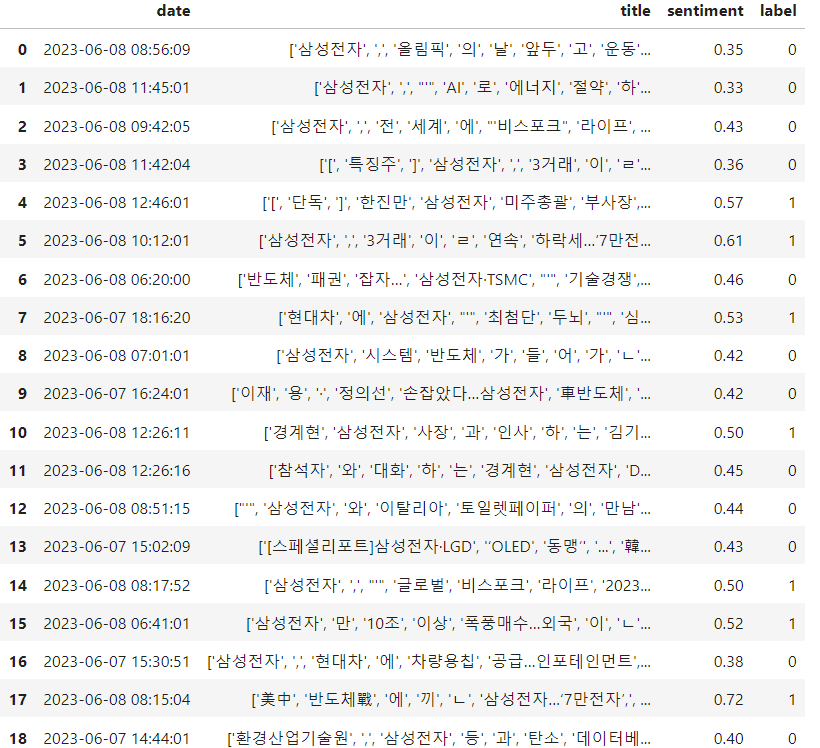 date title sentiment label
0 2023-06-08 08:56:09 ['삼성전자', ',', '올림픽', '의', '날', '앞두', '고', '운동'... 0.35 0
1 2023-06-08 11:45:01 ['삼성전자', ',', "'", 'AI', '로', '에너지', '절약', '하'... 0.33 0
2 2023-06-08 09:42:05 ['삼성전자', ',', '전', '세계', '에', "'비스포크", '라이프', ... 0.43 0
3 2023-06-08 11:42:04 ['[', '특징주', ']', '삼성전자', ',', '3거래', '이', 'ㄹ'... 0.36 0
4 2023-06-08 12:46:01 ['[', '단독', ']', '한진만', '삼성전자', '미주총괄', '부사장',... 0.57 1
5 2023-06-08 10:12:01 ['삼성전자', ',', '3거래', '이', 'ㄹ', '연속', '하락세…‘7만전... 0.61 1
6 2023-06-08 06:20:00 ['반도체', '패권', '잡자…', '삼성전자·TSMC', "'", '기술경쟁',... 0.46 0
7 2023-06-07 18:16:20 ['현대차', '에', '삼성전자', "'", '최첨단', '두뇌', "'", '심... 0.53 1
8 2023-06-08 07:01:01 ['삼성전자', '시스템', '반도체', '가', '들', '어', '가', 'ㄴ'... 0.42 0
9 2023-06-07 16:24:01 ['이재', '용', '·', '정의선', '손잡았다…삼성전자', '車반도체', '... 0.42 0
10 2023-06-08 12:26:11 ['경계현', '삼성전자', '사장', '과', '인사', '하', '는', '김기... 0.50 1
11 2023-06-08 12:26:16 ['참석자', '와', '대화', '하', '는', '경계현', '삼성전자', 'D... 0.45 0
12 2023-06-08 08:51:15 ["'", '삼성전자', '와', '이탈리아', '토일렛페이퍼', '의', '만남'... 0.44 0
13 2023-06-07 15:02:09 ['[스페셜리포트]삼성전자·LGD', '‘OLED', '동맹‘', '...', '韓... 0.43 0
14 2023-06-08 08:17:52 ['삼성전자', ',', "'", '글로벌', '비스포크', '라이프', '2023... 0.50 1
15 2023-06-08 06:41:01 ['삼성전자', '만', '10조', '이상', '폭풍매수…외국', '이', 'ㄴ'... 0.52 1
16 2023-06-07 15:30:51 ['삼성전자', ',', '현대차', '에', '차량용칩', '공급…인포테인먼트',... 0.38 0
17 2023-06-08 08:15:04 ['美中', '반도체戰', '에', '끼', 'ㄴ', '삼성전자…‘7만전자’,', ... 0.72 1
18 2023-06-07 14:44:01 ['환경산업기술원', ',', '삼성전자', '등', '과', '탄소', '데이터베... 0.40 0